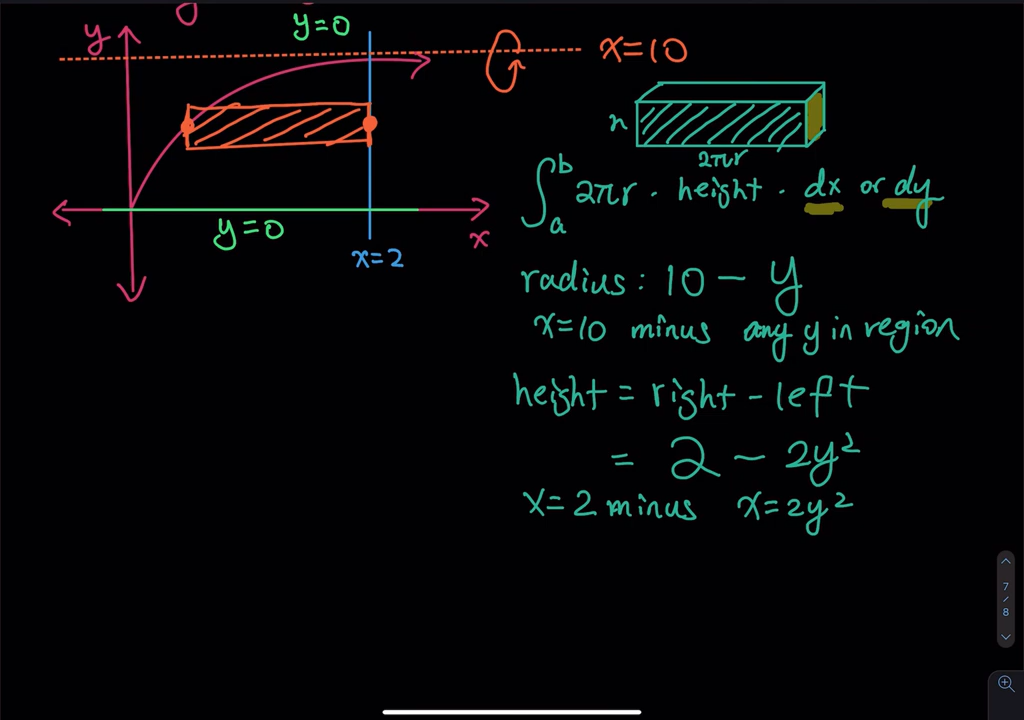 y
y=0
x=10
h
2πr
∫ₐᵇ 2πr · height · dx or dy
y=0
x
x=2
radius: 10 - y
x=10 minus any y in region
height = right - left
= 2 - 2y²
x=2 minus x=2y²
7
/
8